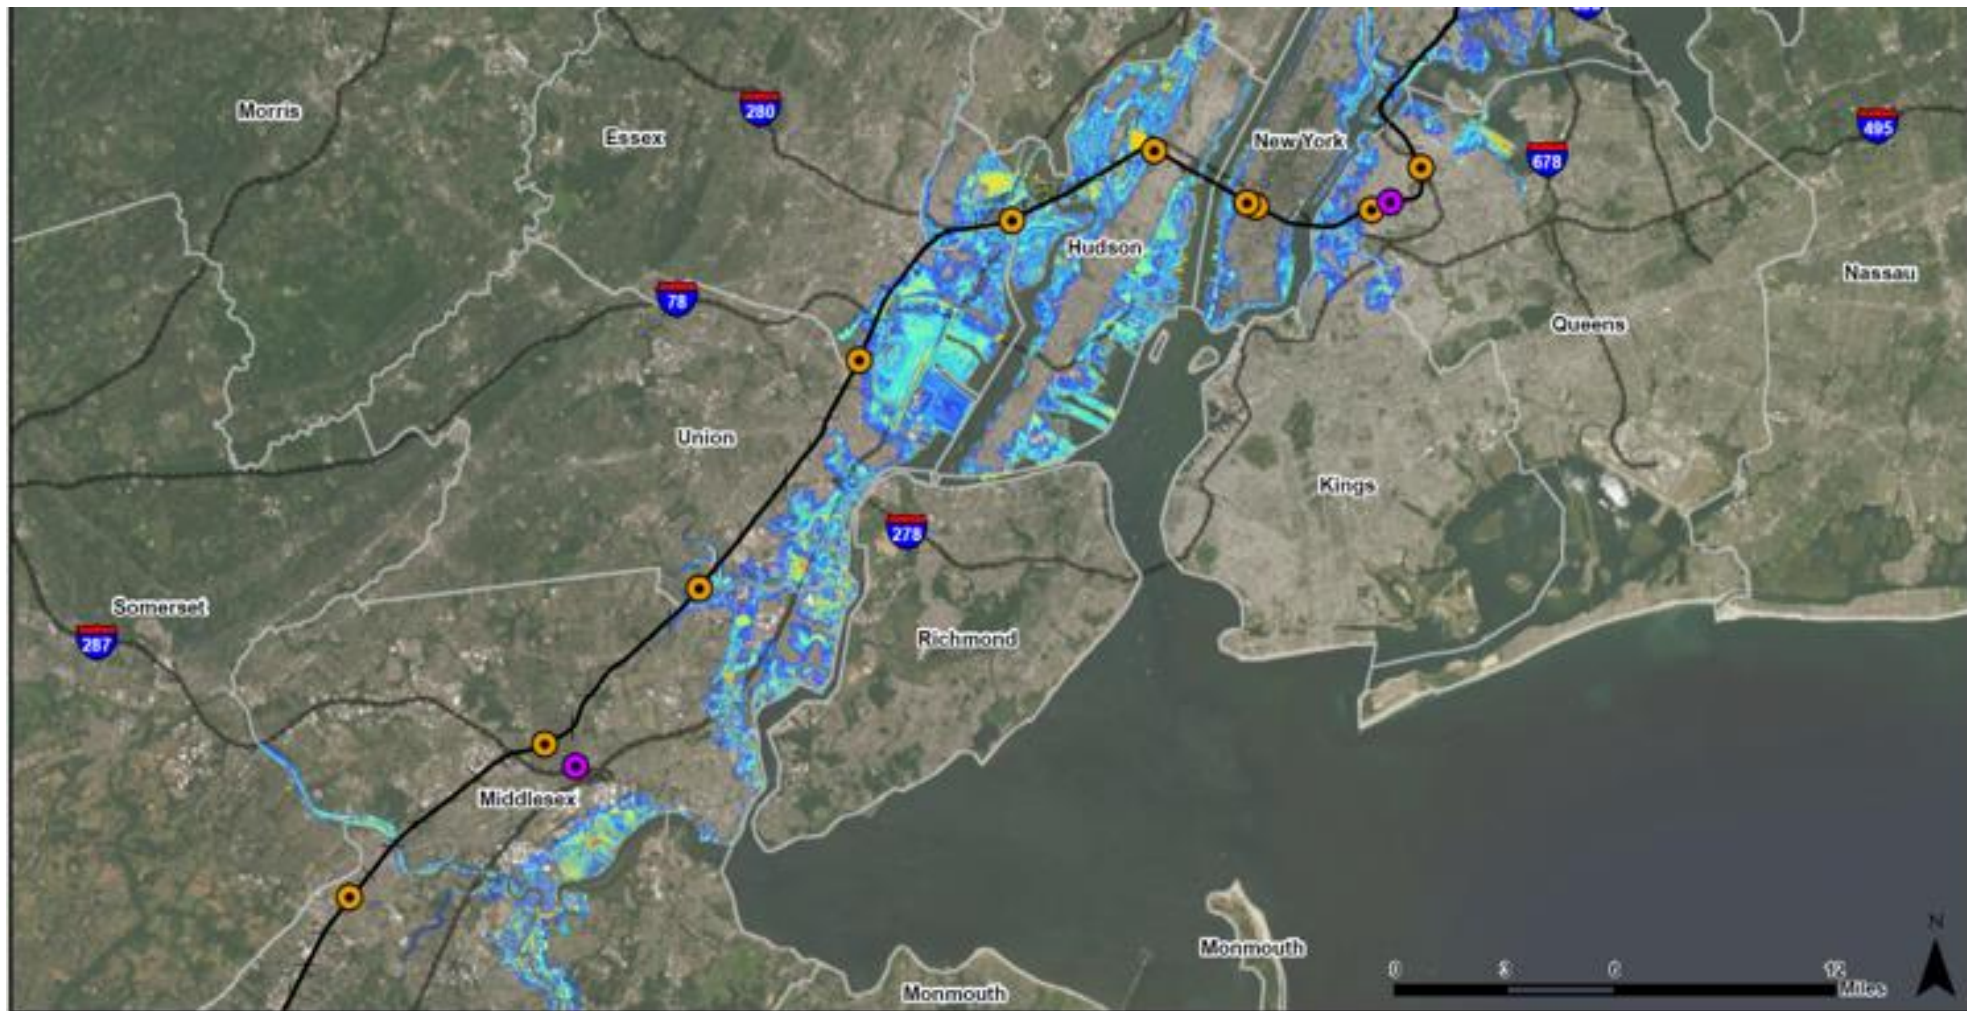 Morris
Essex
280
New York
495
678
Hudson
Nassau
78
Queens
Union
Kings
278
Somerset
287
Richmond
Middlesex
Monmouth
Monmouth
N
0 3 6 12
Miles